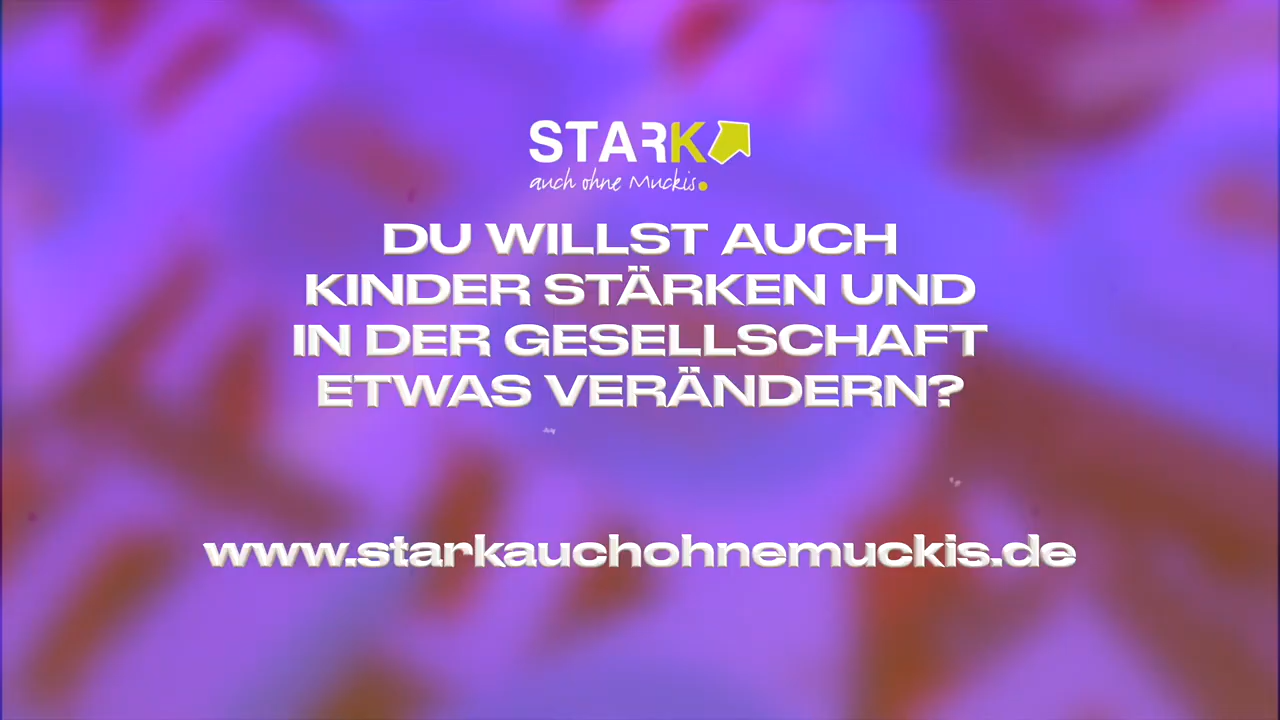 STARK
auch ohne Muckis.
DU WILLST AUCH
KINDER STÄRKEN UND
IN DER GESELLSCHAFT
ETWAS VERÄNDERN?
www.starkauchohnemuckis.de